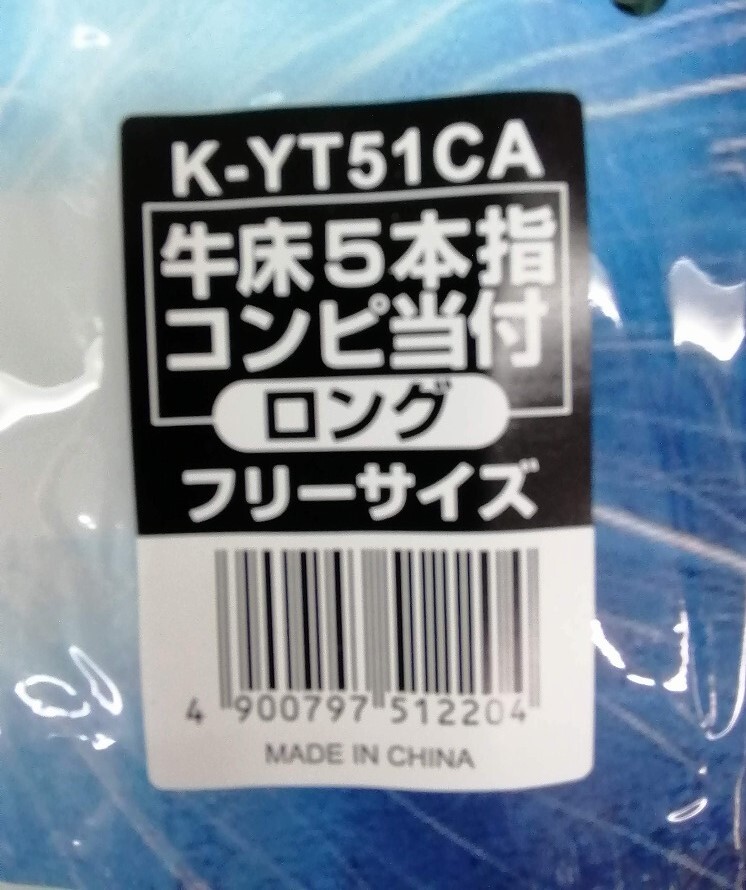 K-YT51CA
牛床5本指
コンピ当付
ロング
フリーサイズ
4 900797 512204
MADE IN CHINA